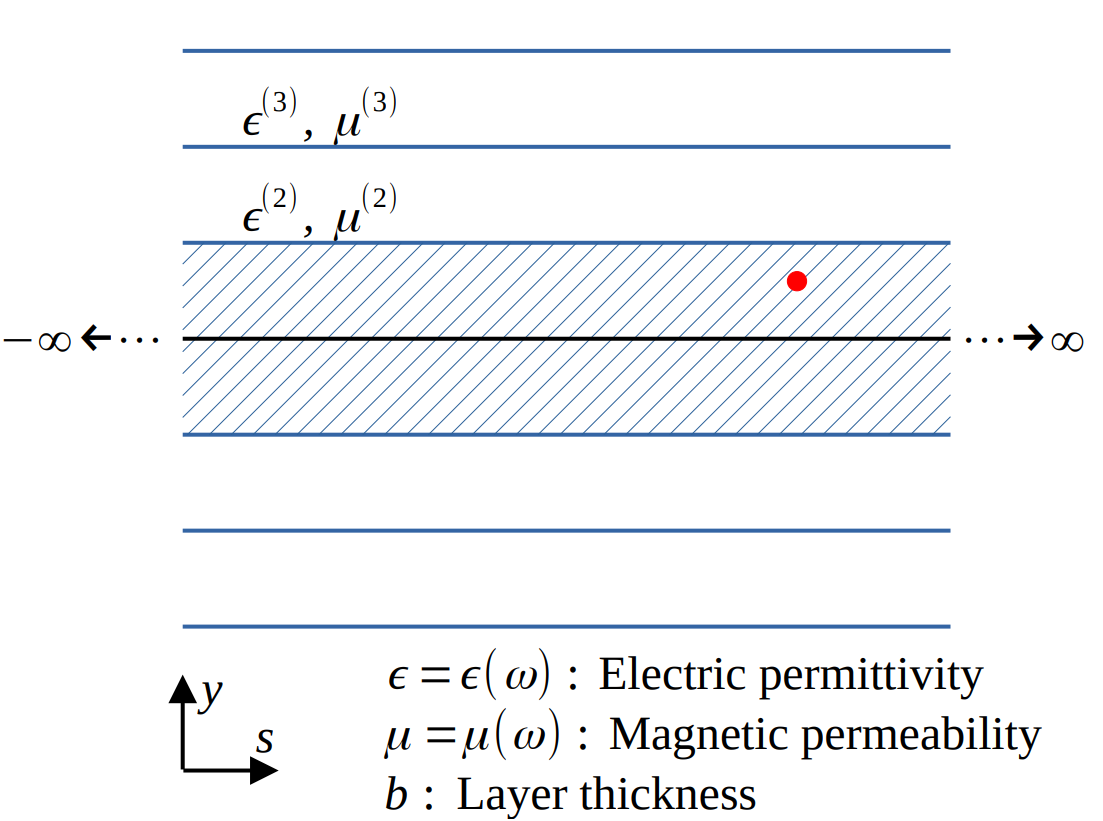 ϵ⁽³⁾, μ⁽³⁾
ϵ⁽²⁾, μ⁽²⁾
−∞ ←··· ···→ ∞
y
s
ϵ = ϵ(ω) : Electric permittivity
μ = μ(ω) : Magnetic permeability
b : Layer thickness